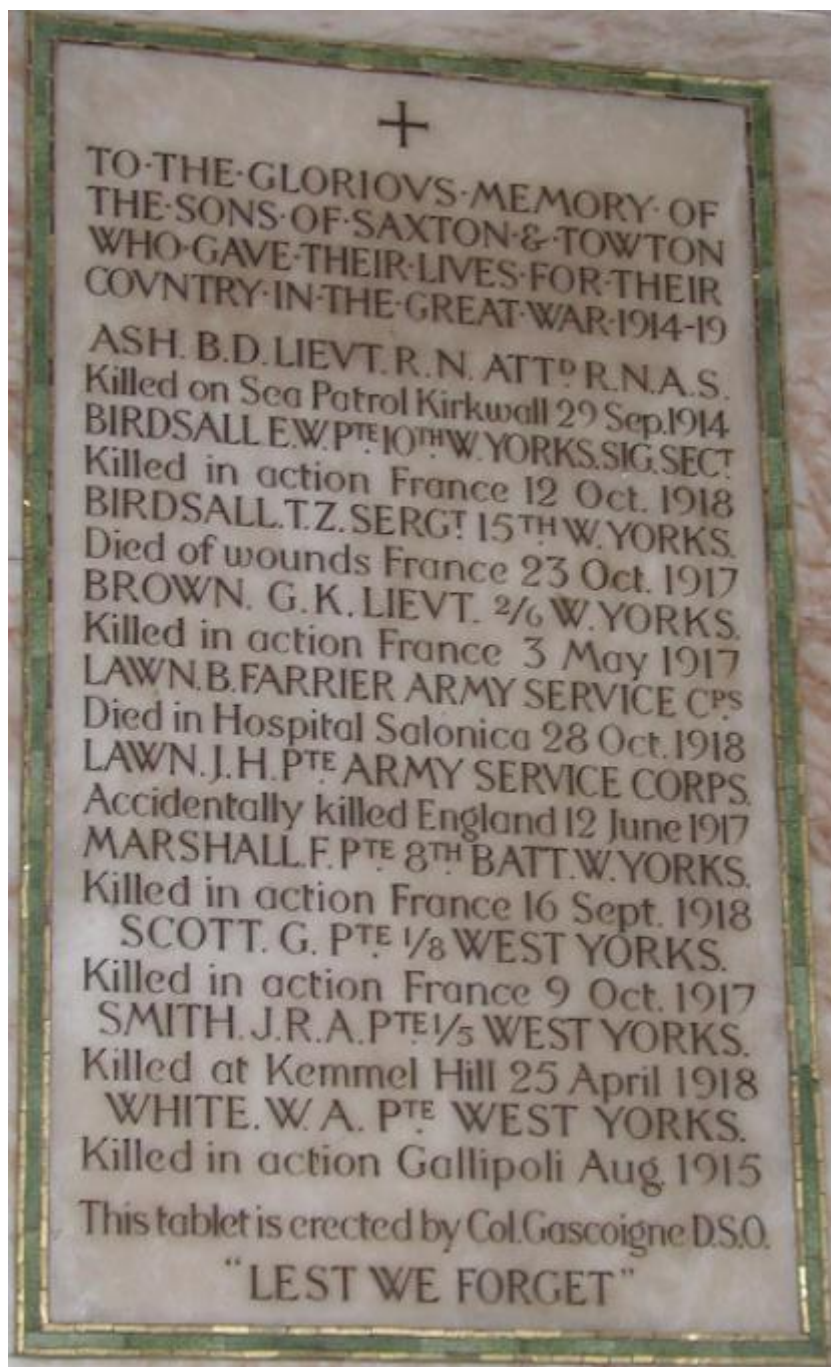 TO·THE·GLORIOVS·MEMORY·OF
THE·SONS·OF·SAXTON·&·TOWTON
WHO·GAVE·THEIR·LIVES·FOR·THEIR
COVNTRY·IN·THE·GREAT·WAR·1914-19
ASH. B.D. LIEVT. R.N. ATTD R.N.A.S.
Killed on Sea Patrol Kirkwall 29 Sep. 1914
BIRDSALL E.W. PTE 10TH W. YORKS. SIG. SECT
Killed in action France 12 Oct. 1918
BIRDSALL. T.Z. SERGT 15TH W. YORKS.
Died of wounds France 23 Oct. 1917
BROWN. G.K. LIEVT. 2/6 W. YORKS.
Killed in action France 3 May 1917
LAWN. B. FARRIER ARMY SERVICE CPS
Died in Hospital Salonica 28 Oct. 1918
LAWN. J.H. PTE ARMY SERVICE CORPS.
Accidentally killed England 12 June 1917
MARSHALL. F. PTE 8TH BATT. W. YORKS.
Killed in action France 16 Sept. 1918
SCOTT. G. PTE 1/8 WEST YORKS.
Killed in action France 9 Oct. 1917
SMITH. J.R.A. PTE 1/5 WEST YORKS.
Killed at Kemmel Hill 25 April 1918
WHITE. W.A. PTE WEST YORKS.
Killed in action Gallipoli Aug. 1915
This tablet is erected by Col. Gascoigne D.S.O.
"LEST WE FORGET"